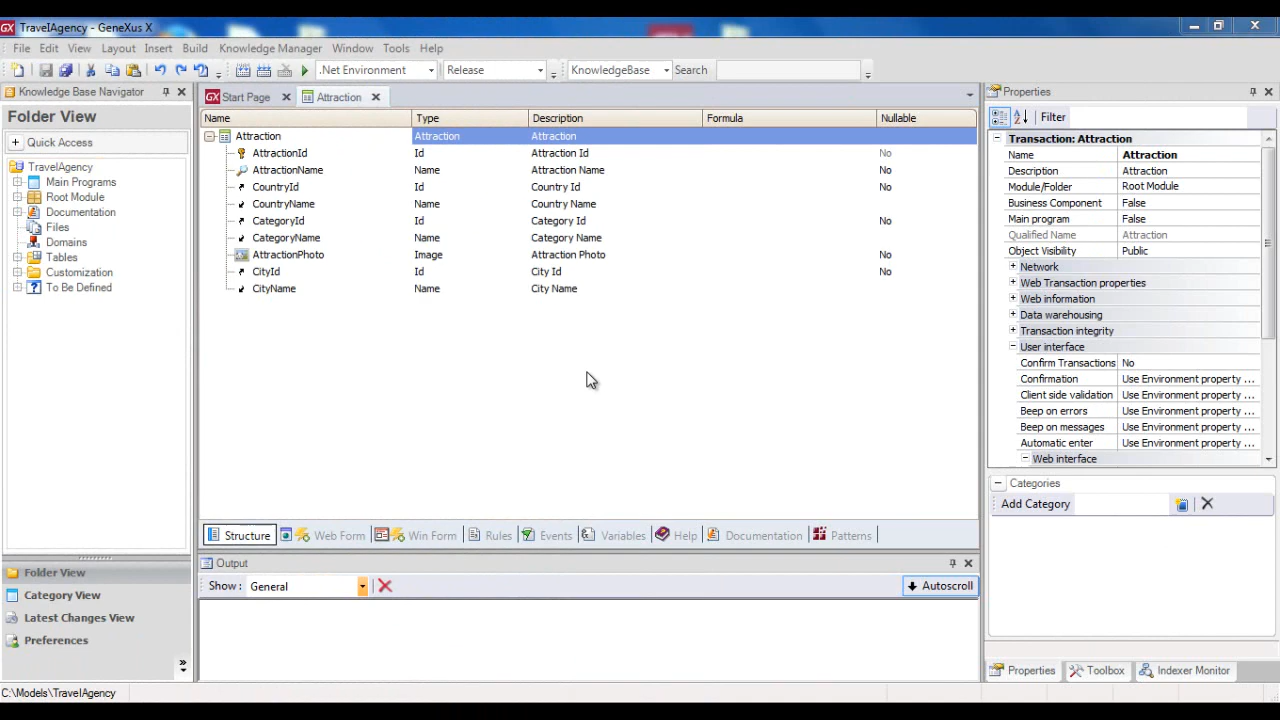 GX TravelAgency - GeneXus X
File Edit View Layout Insert Build Knowledge Manager Window Tools Help
.Net Environment Release KnowledgeBase Search
Knowledge Base Navigator
Folder View
Quick Access
TravelAgency
Main Programs
Root Module
Documentation
Files
Domains
Tables
Customization
To Be Defined
Folder View
Category View
Latest Changes View
Preferences
GX Start Page Attraction
Name Type Description Formula Nullable
Attraction Attraction Attraction
AttractionId Id Attraction Id No
AttractionName Name Attraction Name No
CountryId Id Country Id No
CountryName Name Country Name
CategoryId Id Category Id No
CategoryName Name Category Name
AttractionPhoto Image Attraction Photo No
CityId Id City Id No
CityName Name City Name
Structure Web Form Win Form Rules Events Variables Help Documentation Patterns
Output
Show : General Autoscroll
Properties
Filter
Transaction: Attraction
Name Attraction
Description Attraction
Module/Folder Root Module
Business Component False
Main program False
Qualified Name Attraction
Object Visibility Public
Network
Web Transaction properties
Web information
Data warehousing
Transaction integrity
User interface
Confirm Transactions No
Confirmation Use Environment property ...
Client side validation Use Environment property ...
Beep on errors Use Environment property ...
Beep on messages Use Environment property ...
Automatic enter Use Environment property ...
Web interface
Categories
Add Category
Properties Toolbox Indexer Monitor
C:\Models\TravelAgency